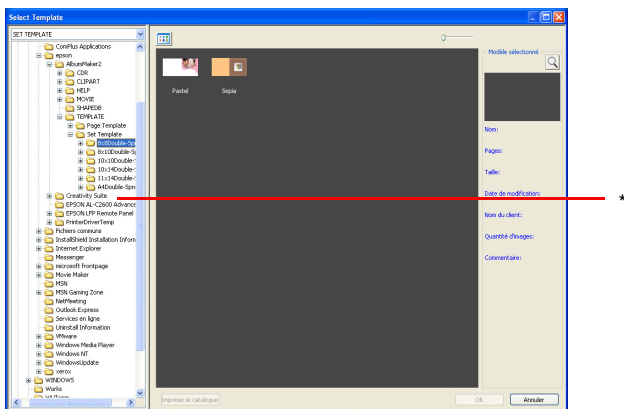 Select Template
SET TEMPLATE
ComPlus Applications
epson
AlbumMaker2
CDR
CLIPART
HELP
MOVIE
SHAPEDB
TEMPLATE
Page Template
Set Template
8x8Double-Sp
8x10Double-S
10x10Double-
10x14Double-
11x14Double-
A4Double-Spre
Creativity Suite
EPSON AL-C2600 Advance
EPSON LFP Remote Panel
PrinterDriverTemp
Fichiers communs
InstallShield Installation Inform
Internet Explorer
Messenger
microsoft frontpage
Movie Maker
MSN
MSN Gaming Zone
NetMeeting
Outlook Express
Services en ligne
Uninstall Information
VMware
Windows Media Player
Windows NT
WindowsUpdate
xerox
WINDOWS
Works
Pastel
Sepia
Imprimer le catalogue
Modèle sélectionné
Nom:
Pages:
Taille:
Date de modification:
Nom du client:
Quantité d'images:
Commentaire:
OK
Annuler
*